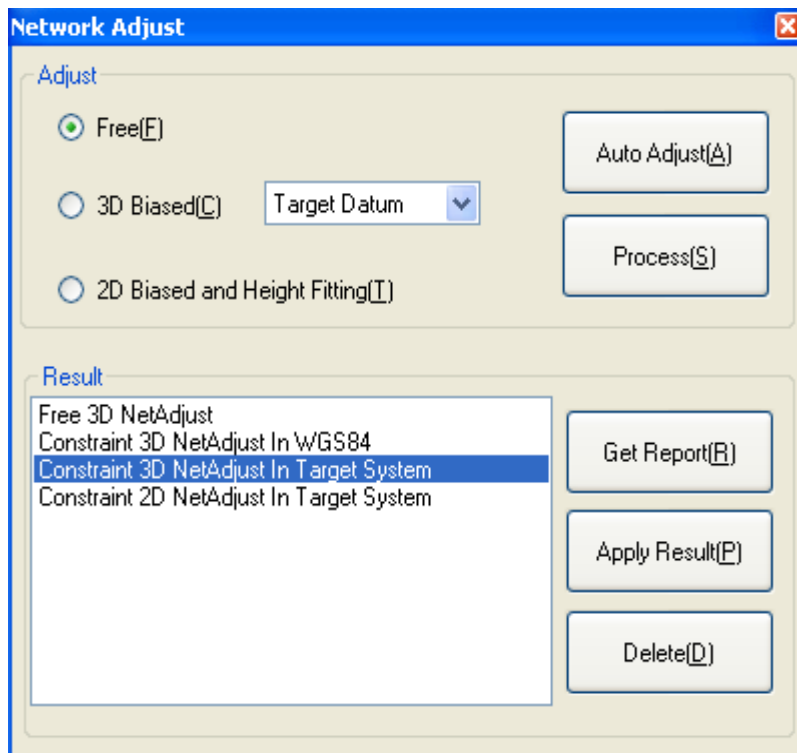 Network Adjust
Adjust
Free(F)
Auto Adjust(A)
3D Biased(C)
Target Datum
Process(S)
2D Biased and Height Fitting(T)
Result
Free 3D NetAdjust
Constraint 3D NetAdjust In WGS84
Constraint 3D NetAdjust In Target System
Constraint 2D NetAdjust In Target System
Get Report(R)
Apply Result(P)
Delete(D)